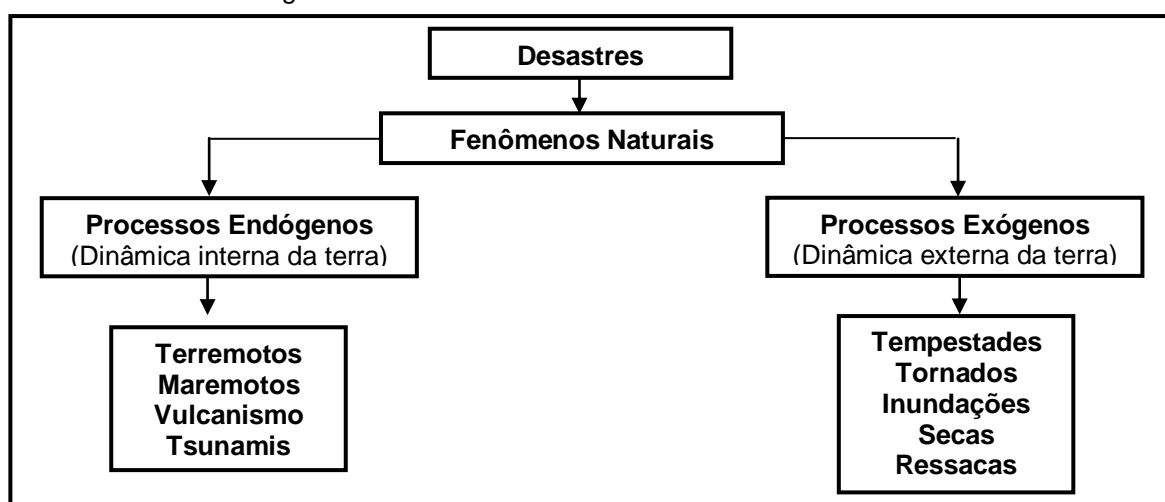 Desastres
Fenômenos Naturais
Processos Endógenos
(Dinâmica interna da terra)
Processos Exógenos
(Dinâmica externa da terra)
Terremotos
Maremotos
Vulcanismo
Tsunamis
Tempestades
Tornados
Inundações
Secas
Ressacas